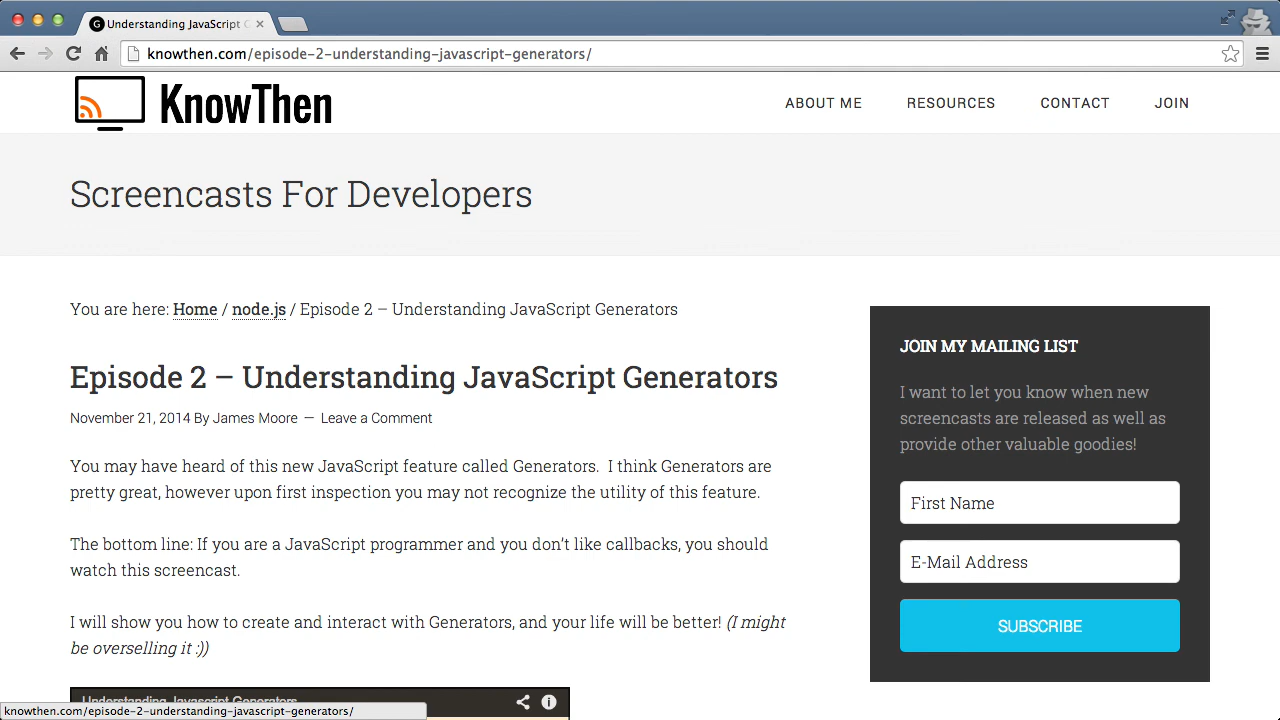 Understanding JavaScript G
knowthen.com/episode-2-understanding-javascript-generators/
KnowThen
ABOUT ME
RESOURCES
CONTACT
JOIN
Screencasts For Developers
You are here: Home / node.js / Episode 2 – Understanding JavaScript Generators
Episode 2 – Understanding JavaScript Generators
November 21, 2014 By James Moore — Leave a Comment
You may have heard of this new JavaScript feature called Generators. I think Generators are
pretty great, however upon first inspection you may not recognize the utility of this feature.
The bottom line: If you are a JavaScript programmer and you don’t like callbacks, you should
watch this screencast.
I will show you how to create and interact with Generators, and your life will be better! (I might
be overselling it :))
Understanding Javascript Generators
JOIN MY MAILING LIST
I want to let you know when new
screencasts are released as well as
provide other valuable goodies!
First Name
E-Mail Address
SUBSCRIBE
knowthen.com/episode-2-understanding-javascript-generators/